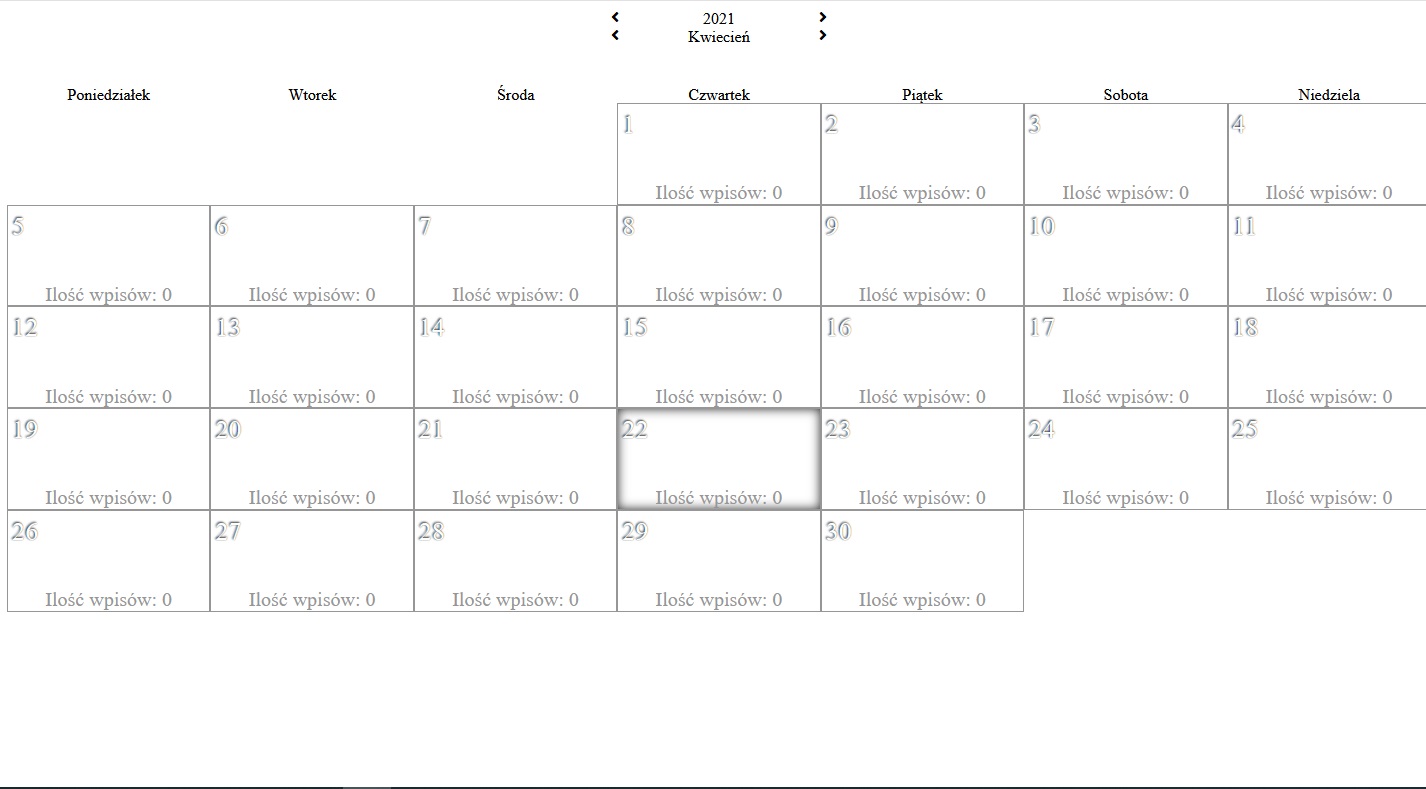 2021
Kwiecień
Poniedziałek Wtorek Środa Czwartek Piątek Sobota Niedziela
1 2 3 4
Ilość wpisów: 0 Ilość wpisów: 0 Ilość wpisów: 0 Ilość wpisów: 0
5 6 7 8 9 10 11
Ilość wpisów: 0 Ilość wpisów: 0 Ilość wpisów: 0 Ilość wpisów: 0 Ilość wpisów: 0 Ilość wpisów: 0 Ilość wpisów: 0
12 13 14 15 16 17 18
Ilość wpisów: 0 Ilość wpisów: 0 Ilość wpisów: 0 Ilość wpisów: 0 Ilość wpisów: 0 Ilość wpisów: 0 Ilość wpisów: 0
19 20 21 22 23 24 25
Ilość wpisów: 0 Ilość wpisów: 0 Ilość wpisów: 0 Ilość wpisów: 0 Ilość wpisów: 0 Ilość wpisów: 0 Ilość wpisów: 0
26 27 28 29 30
Ilość wpisów: 0 Ilość wpisów: 0 Ilość wpisów: 0 Ilość wpisów: 0 Ilość wpisów: 0